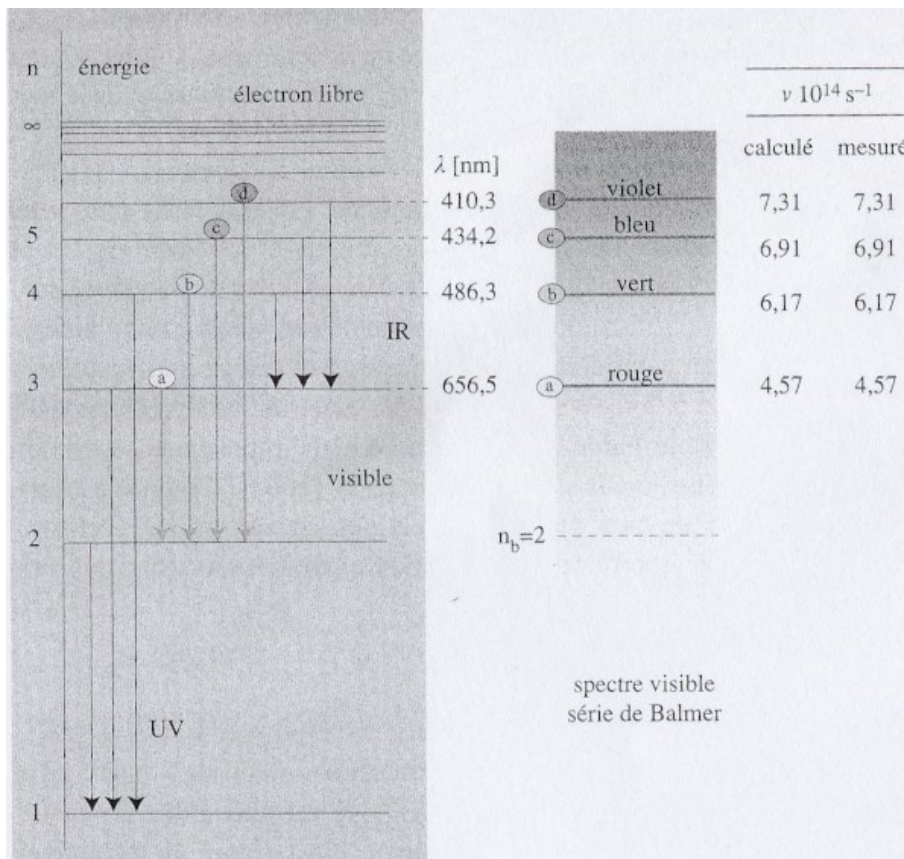 n
énergie
électron libre
∞
5
4
3
2
1
d
c
b
a
IR
visible
UV
λ [nm]
410,3
434,2
486,3
656,5
d
violet
c
bleu
b
vert
a
rouge
n_b=2
spectre visible
série de Balmer
ν 10¹⁴ s⁻¹
calculé mesuré
7,31 7,31
6,91 6,91
6,17 6,17
4,57 4,57